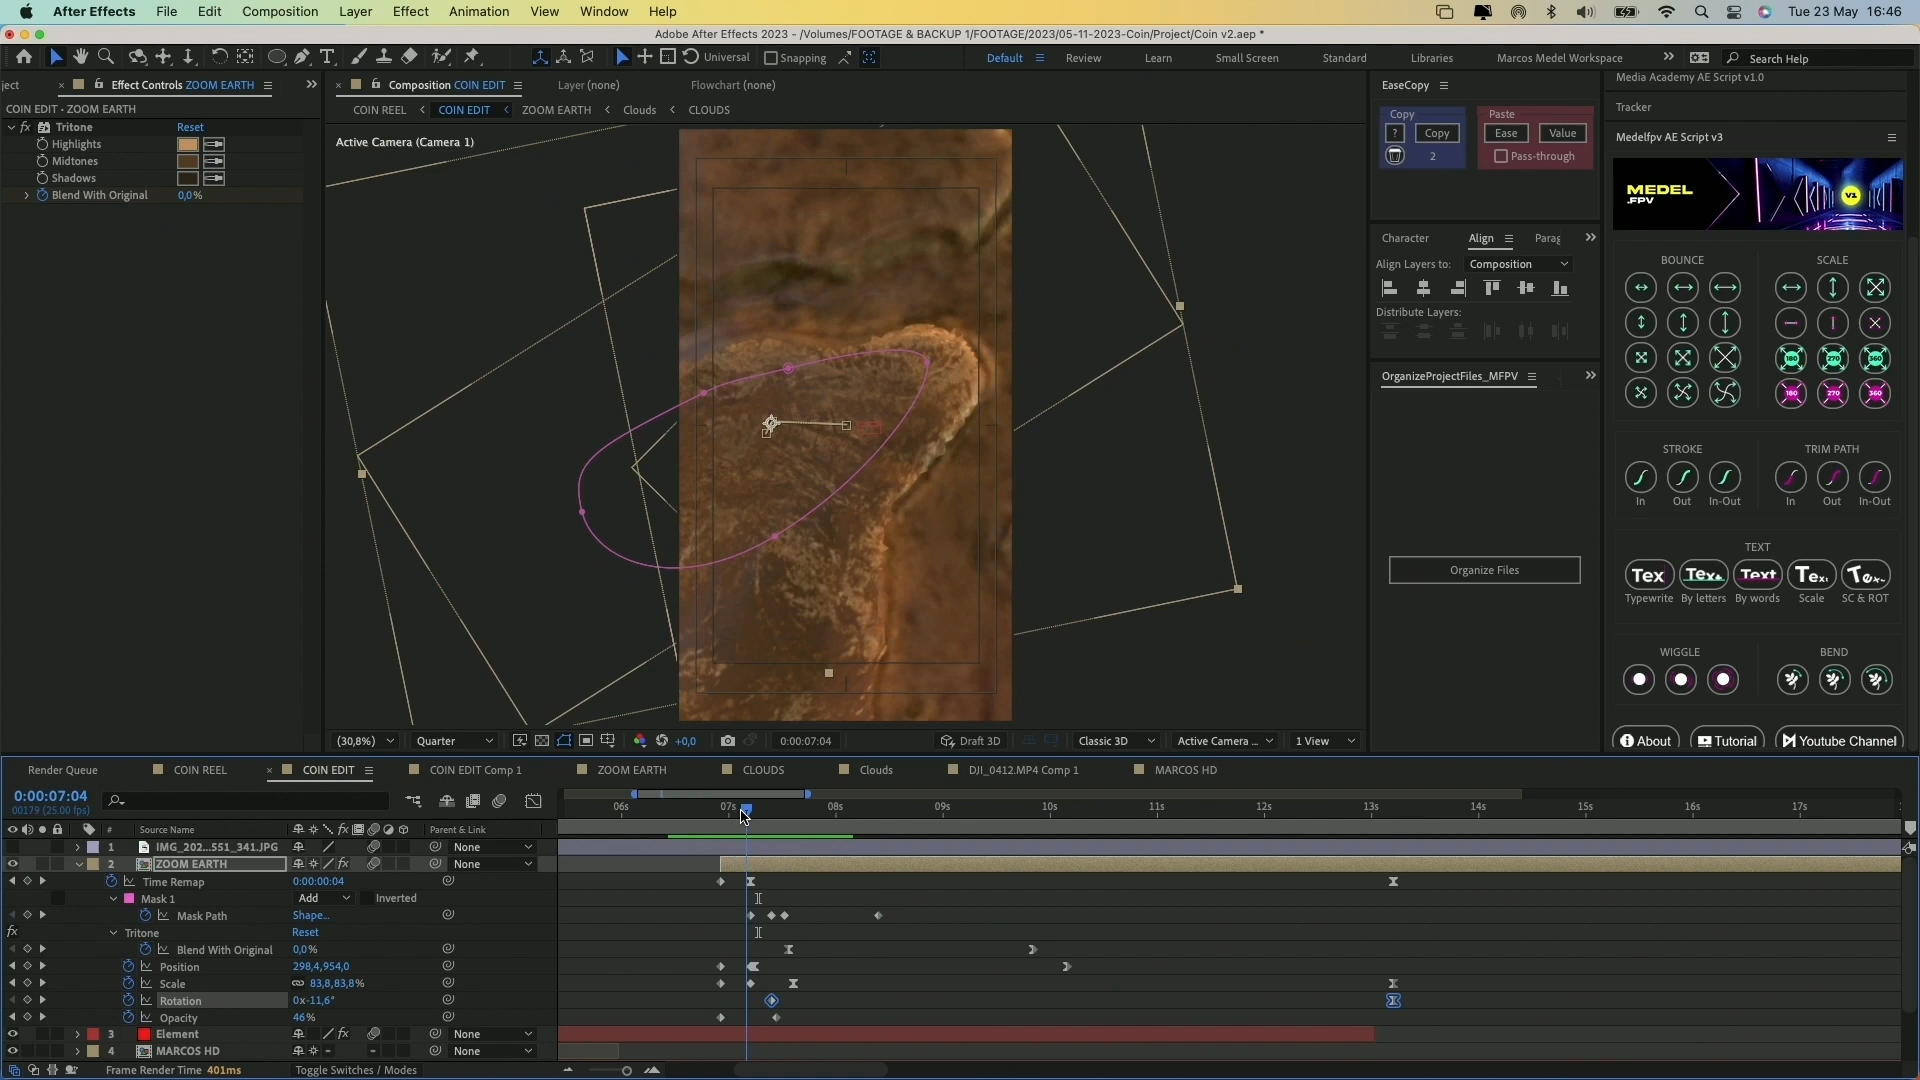 After Effects File Edit Composition Layer Effect Animation View Window Help Tue 23 May 16:46
Adobe After Effects 2023 - /Volumes/FOOTAGE & BACKUP 1/FOOTAGE/2023/05-11-2023-Coin/Project/Coin v2.aep *
Universal Snapping Default Review Learn Small Screen Standard Libraries Marcos Medel Workspace Search Help
ject Effect Controls ZOOM EARTH
COIN EDIT • ZOOM EARTH
fx Tritone Reset
Highlights
Midtones
Shadows
Blend With Original 0,0%
Composition COIN EDIT Layer (none) Flowchart (none)
COIN REEL COIN EDIT ZOOM EARTH Clouds CLOUDS
Active Camera (Camera 1)
(30,8%) Quarter +0,0 0:00:07:04 Draft 3D Classic 3D Active Camera ... 1 View
EaseCopy
Copy Paste
? Copy Ease Value
2 Pass-through
Character Align Parag
Align Layers to: Composition
Distribute Layers:
OrganizeProjectFiles_MFPV
Organize Files
Media Academy AE Script v1.0
Tracker
Medelfpv AE Script v3
MEDEL
.FPV
V3
BOUNCE SCALE
180 270 360
180 270 360
STROKE TRIM PATH
In Out In-Out In Out In-Out
TEXT
Typewrite By letters By words Scale SC & ROT
WIGGLE BEND
About Tutorial Youtube Channel
Render Queue COIN REEL COIN EDIT COIN EDIT Comp 1 ZOOM EARTH CLOUDS Clouds DJI_0412.MP4 Comp 1 MARCOS HD
0:00:07:04
00179 (25.00 fps)
06s 07s 08s 09s 10s 11s 12s 13s 14s 15s 16s 17s
# Source Name fx Parent & Link
1 IMG_202...551_341.JPG None
2 ZOOM EARTH fx None
Time Remap 0:00:00:04
Mask 1 Add Inverted
Mask Path Shape...
fx Tritone Reset
Blend With Original 0,0%
Position 298,4,954,0
Scale 83,8,83,8%
Rotation 0x-11,6°
Opacity 46%
3 Element fx None
4 MARCOS HD None
Frame Render Time 401ms Toggle Switches / Modes